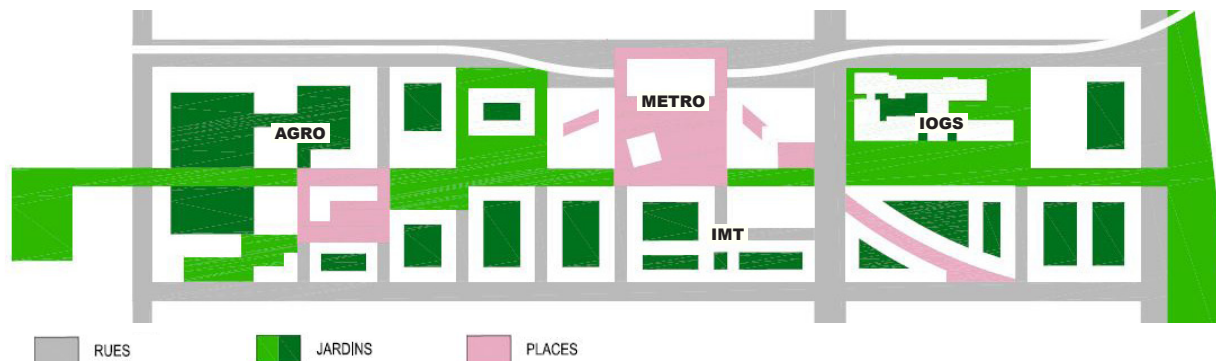 METRO
AGRO
IOGS
IMT
RUES
JARDINS
PLACES